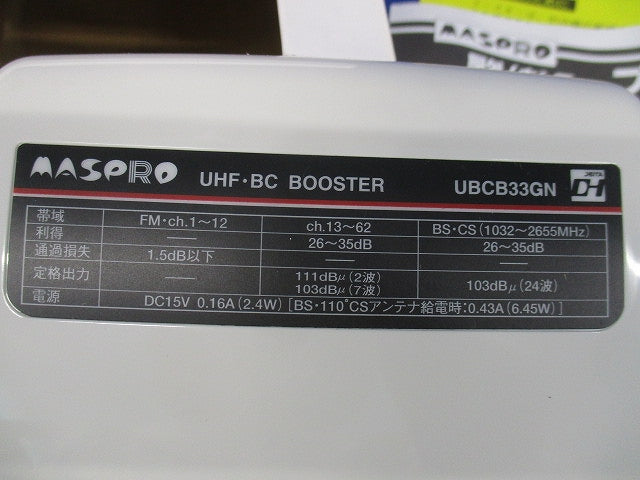 MASPRO
MASPRO UHF・BC BOOSTER UBCB33GN JEITA DH
帯域 FM・ch.1～12 ch.13～62 BS・CS(1032～2655MHz)
利得 —— 26～35dB 26～35dB
通過損失 1.5dB以下 —— ——
定格出力 —— 111dBμ(2波) 103dBμ(24波)
103dBμ(7波)
電源 DC15V 0.16A(2.4W)[BS・110°CSアンテナ給電時:0.43A(6.45W)]